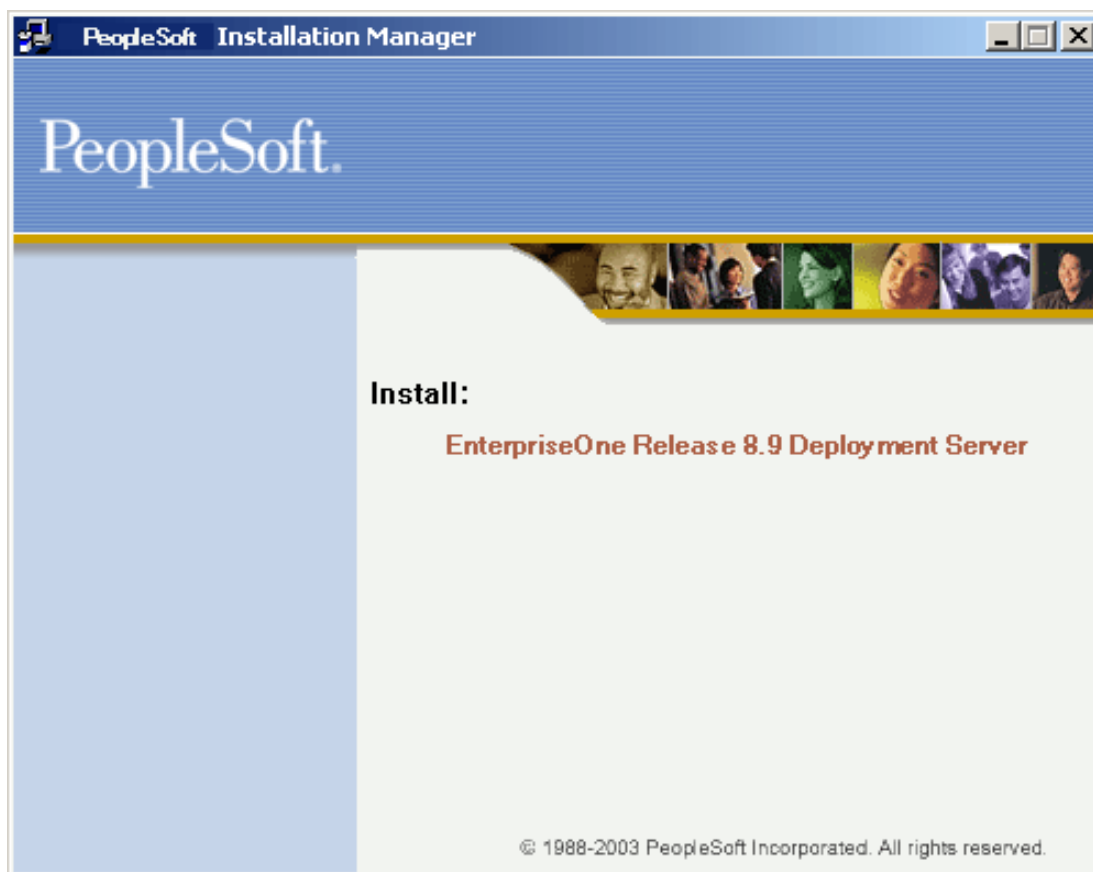 PeopleSoft Installation Manager
PeopleSoft.
Install:
EnterpriseOne Release 8.9 Deployment Server
© 1988-2003 PeopleSoft Incorporated. All rights reserved.